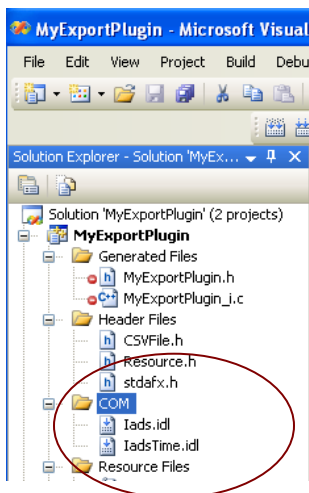 MyExportPlugin - Microsoft Visual
File Edit View Project Build Debu
Solution Explorer - Solution 'MyEx...
Solution 'MyExportPlugin' (2 projects)
MyExportPlugin
Generated Files
MyExportPlugin.h
MyExportPlugin_i.c
Header Files
CSVFile.h
Resource.h
stdafx.h
COM
Iads.idl
IadsTime.idl
Resource Files